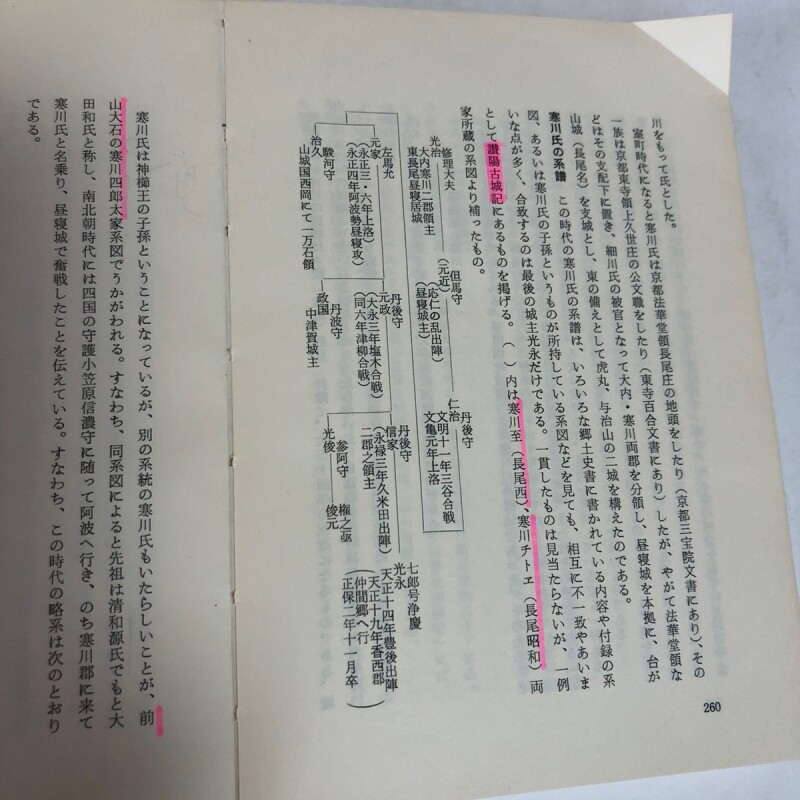 川をもって氏とした。
室町時代になると寒川氏は京都法華堂領長尾庄の地頭をしたり(京都三宝院文書にあり)、その
一族は京都東寺領上久世庄の公文職をしたり(東寺百合文書にあり)したが、やがて法華堂領な
どはその支配下に置き、細川氏の被官となって大内・寒川両郡を分領し、昼寝城を本拠に、台が
山城(長尾名)を支城とし、東の備えとして虎丸、与治山の二城を構えたのである。
寒川氏の系譜 この時代の寒川氏の系譜は、いろいろな郷土史書に書かれている内容や付録の系
図、あるいは寒川氏の子孫というものが所持している系図などを見ても、相互に不一致やあいま
いな点が多く、合致するのは最後の城主光永だけである。一貫したものは見当たらないが、一例
として讃陽古城記にあるものを掲げる。( )内は寒川至(長尾西)、寒川チトエ(長尾昭和)両
家所蔵の系図より補ったもの。
修理大夫
光治
大内寒川二郡領主
東長尾昼寝居城
但馬守
(元近)
(応仁の乱出陣)
(昼寝城主)
丹後守
仁治
文明十一年三谷合戦
文亀元年上洛
左馬允
元家
(永正三・六年上洛)
(永正四年阿波勢昼寝攻)
駿河守
治久
山城国西岡にて一万石領
丹後守
元政
(大永三年塩木合戦)
(同六年津柳合戦)
丹波守
政国
中津賀城主
丹後守
信家
(永禄三年久米田出陣)
二郡之領主
参阿守
光俊
権之亟
俊元
七郎号浄慶
光永
天正十四年豊後出陣
(天正十九年香西郡
仲間郷へ行
正保二年十一月卒)
260
寒川氏は神櫛王の子孫ということになっているが、別の系統の寒川氏もいたらしいことが、前
山大石の寒川四郎太家系図でうかがわれる。すなわち、同系図によると先祖は清和源氏でもと大
田和氏と称し、南北朝時代には四国の守護小笠原信濃守に随って阿波へ行き、のち寒川郡に来て
寒川氏と名乗り、昼寝城で奮戦したことを伝えている。すなわち、この時代の略系は次のとおり
である。